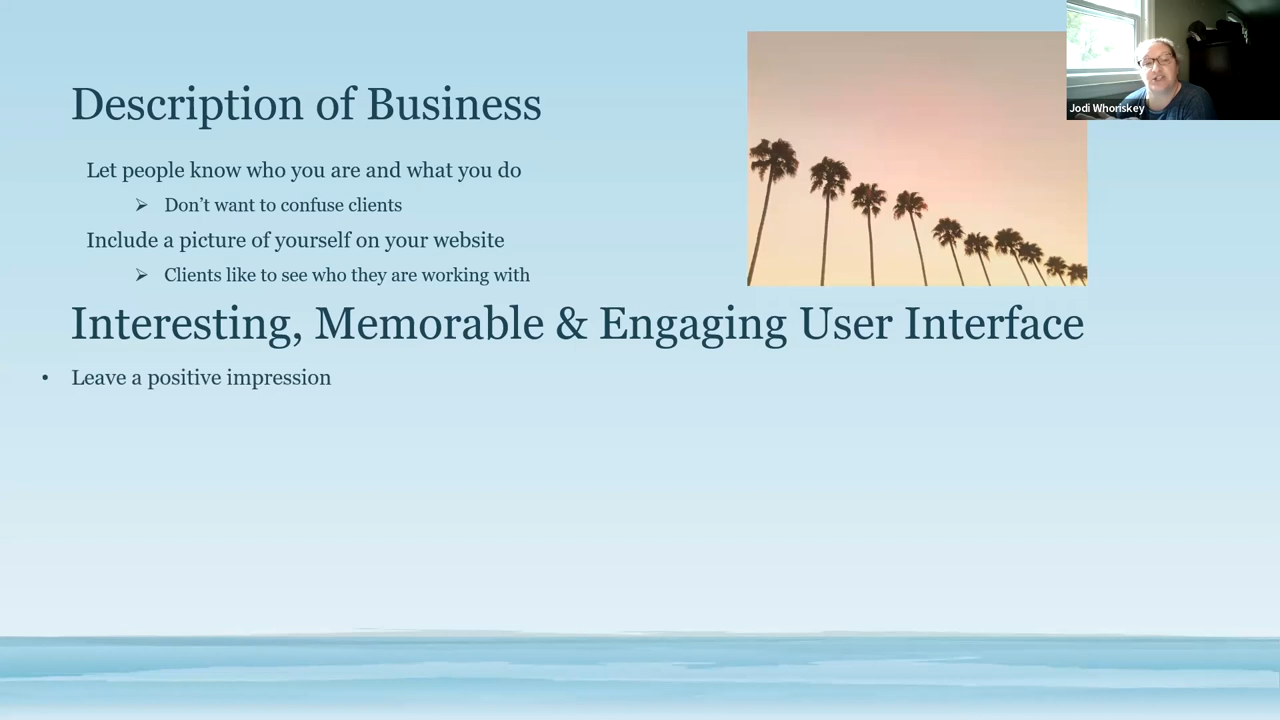 Description of Business
Let people know who you are and what you do
Don’t want to confuse clients
Include a picture of yourself on your website
Clients like to see who they are working with
Interesting, Memorable & Engaging User Interface
Leave a positive impression
Jodi Whoriskey